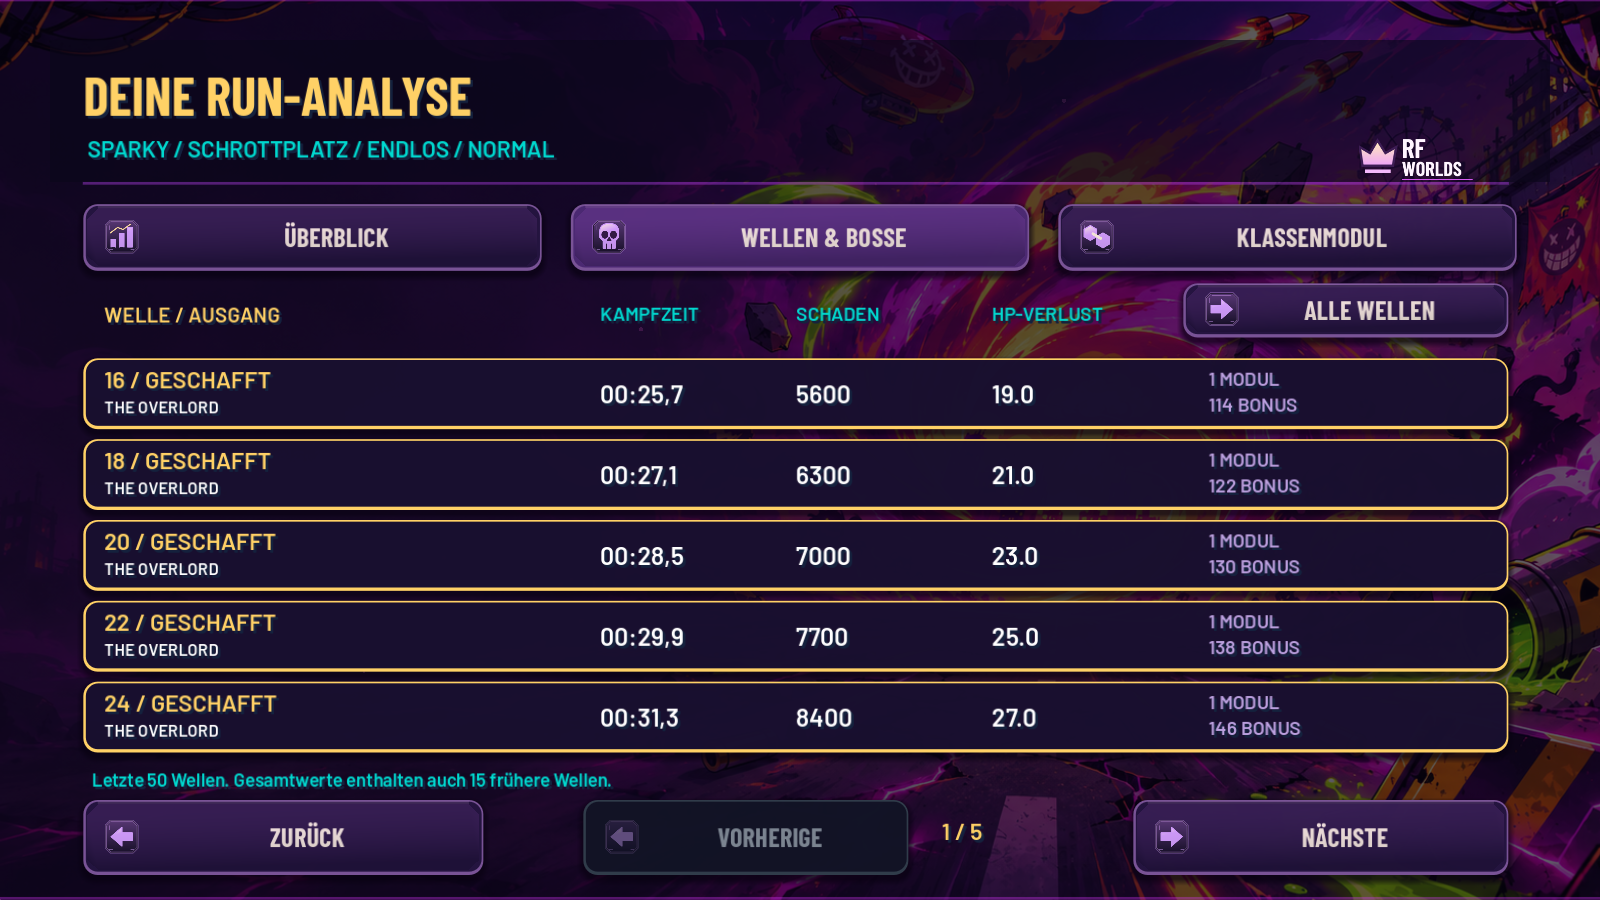 DEINE RUN-ANALYSE
SPARKY / SCHROTTPLATZ / ENDLOS / NORMAL
RF
WORLDS
ÜBERBLICK
WELLEN & BOSSE
KLASSENMODUL
WELLE / AUSGANG
KAMPFZEIT
SCHADEN
HP-VERLUST
ALLE WELLEN
16 / GESCHAFFT
THE OVERLORD
00:25,7
5600
19.0
1 MODUL
114 BONUS
18 / GESCHAFFT
THE OVERLORD
00:27,1
6300
21.0
1 MODUL
122 BONUS
20 / GESCHAFFT
THE OVERLORD
00:28,5
7000
23.0
1 MODUL
130 BONUS
22 / GESCHAFFT
THE OVERLORD
00:29,9
7700
25.0
1 MODUL
138 BONUS
24 / GESCHAFFT
THE OVERLORD
00:31,3
8400
27.0
1 MODUL
146 BONUS
Letzte 50 Wellen. Gesamtwerte enthalten auch 15 frühere Wellen.
ZURÜCK
VORHERIGE
1 / 5
NÄCHSTE